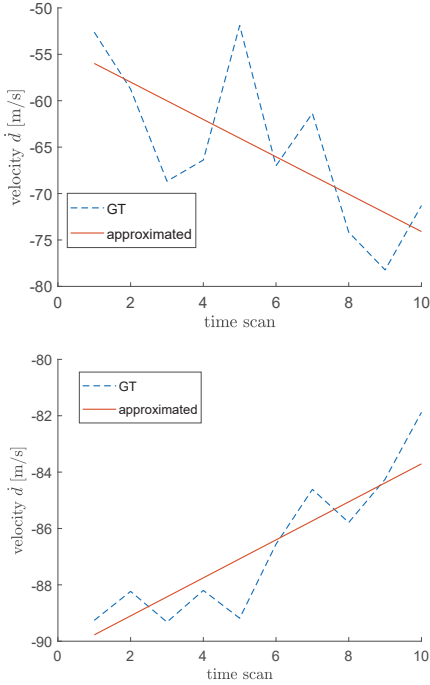 -50
-55
-60
-65
-70
-75
-80
velocity ḋ [m/s]
GT
approximated
0 2 4 6 8 10
time scan
-80
-82
-84
-86
-88
-90
velocity ḋ [m/s]
GT
approximated
0 2 4 6 8 10
time scan